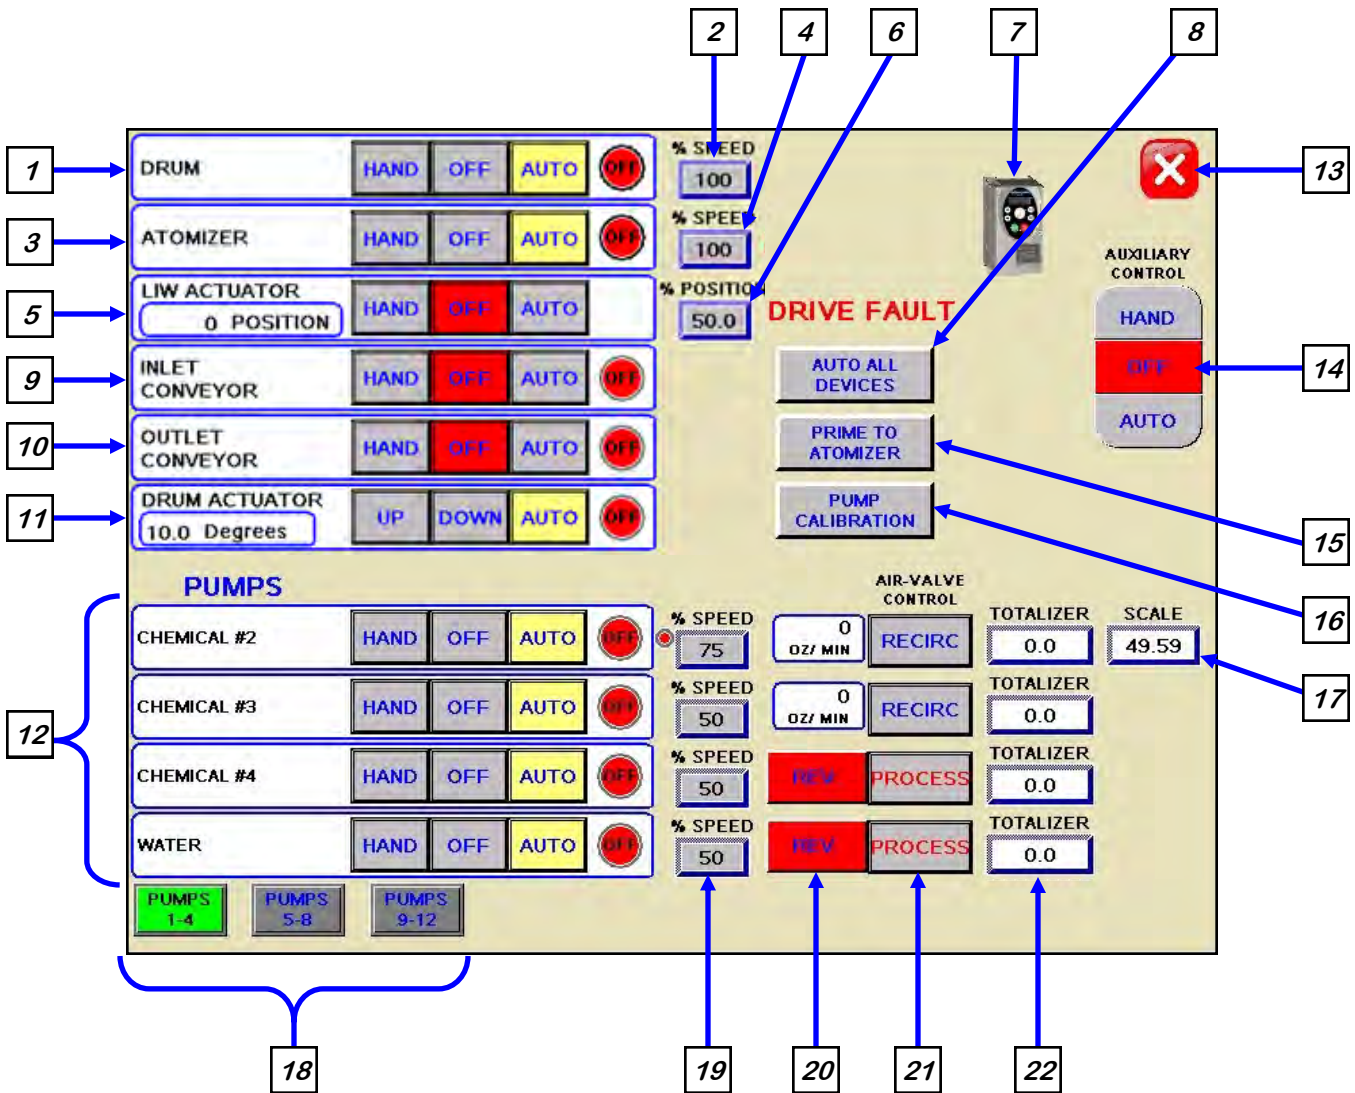 2
4
6
7
8
1
DRUM
HAND
OFF
AUTO
OFF
% SPEED
100
13
3
ATOMIZER
HAND
OFF
AUTO
OFF
% SPEED
100
AUXILIARY
CONTROL
HAND
OFF
AUTO
14
5
LIW ACTUATOR
0 POSITION
HAND
OFF
AUTO
% POSITION
50.0
DRIVE FAULT
9
INLET
CONVEYOR
HAND
OFF
AUTO
OFF
AUTO ALL
DEVICES
10
OUTLET
CONVEYOR
HAND
OFF
AUTO
OFF
PRIME TO
ATOMIZER
11
DRUM ACTUATOR
10.0 Degrees
UP
DOWN
AUTO
OFF
PUMP
CALIBRATION
15
16
17
12
PUMPS
AIR-VALVE
CONTROL
CHEMICAL #2
HAND
OFF
AUTO
OFF
% SPEED
75
0
OZ/ MIN
RECIRC
TOTALIZER
0.0
SCALE
49.59
CHEMICAL #3
HAND
OFF
AUTO
OFF
% SPEED
50
0
OZ/ MIN
RECIRC
TOTALIZER
0.0
CHEMICAL #4
HAND
OFF
AUTO
OFF
% SPEED
50
REV
PROCESS
TOTALIZER
0.0
WATER
HAND
OFF
AUTO
OFF
% SPEED
50
REV
PROCESS
TOTALIZER
0.0
PUMPS
1-4
PUMPS
5-8
PUMPS
9-12
18
19
20
21
22